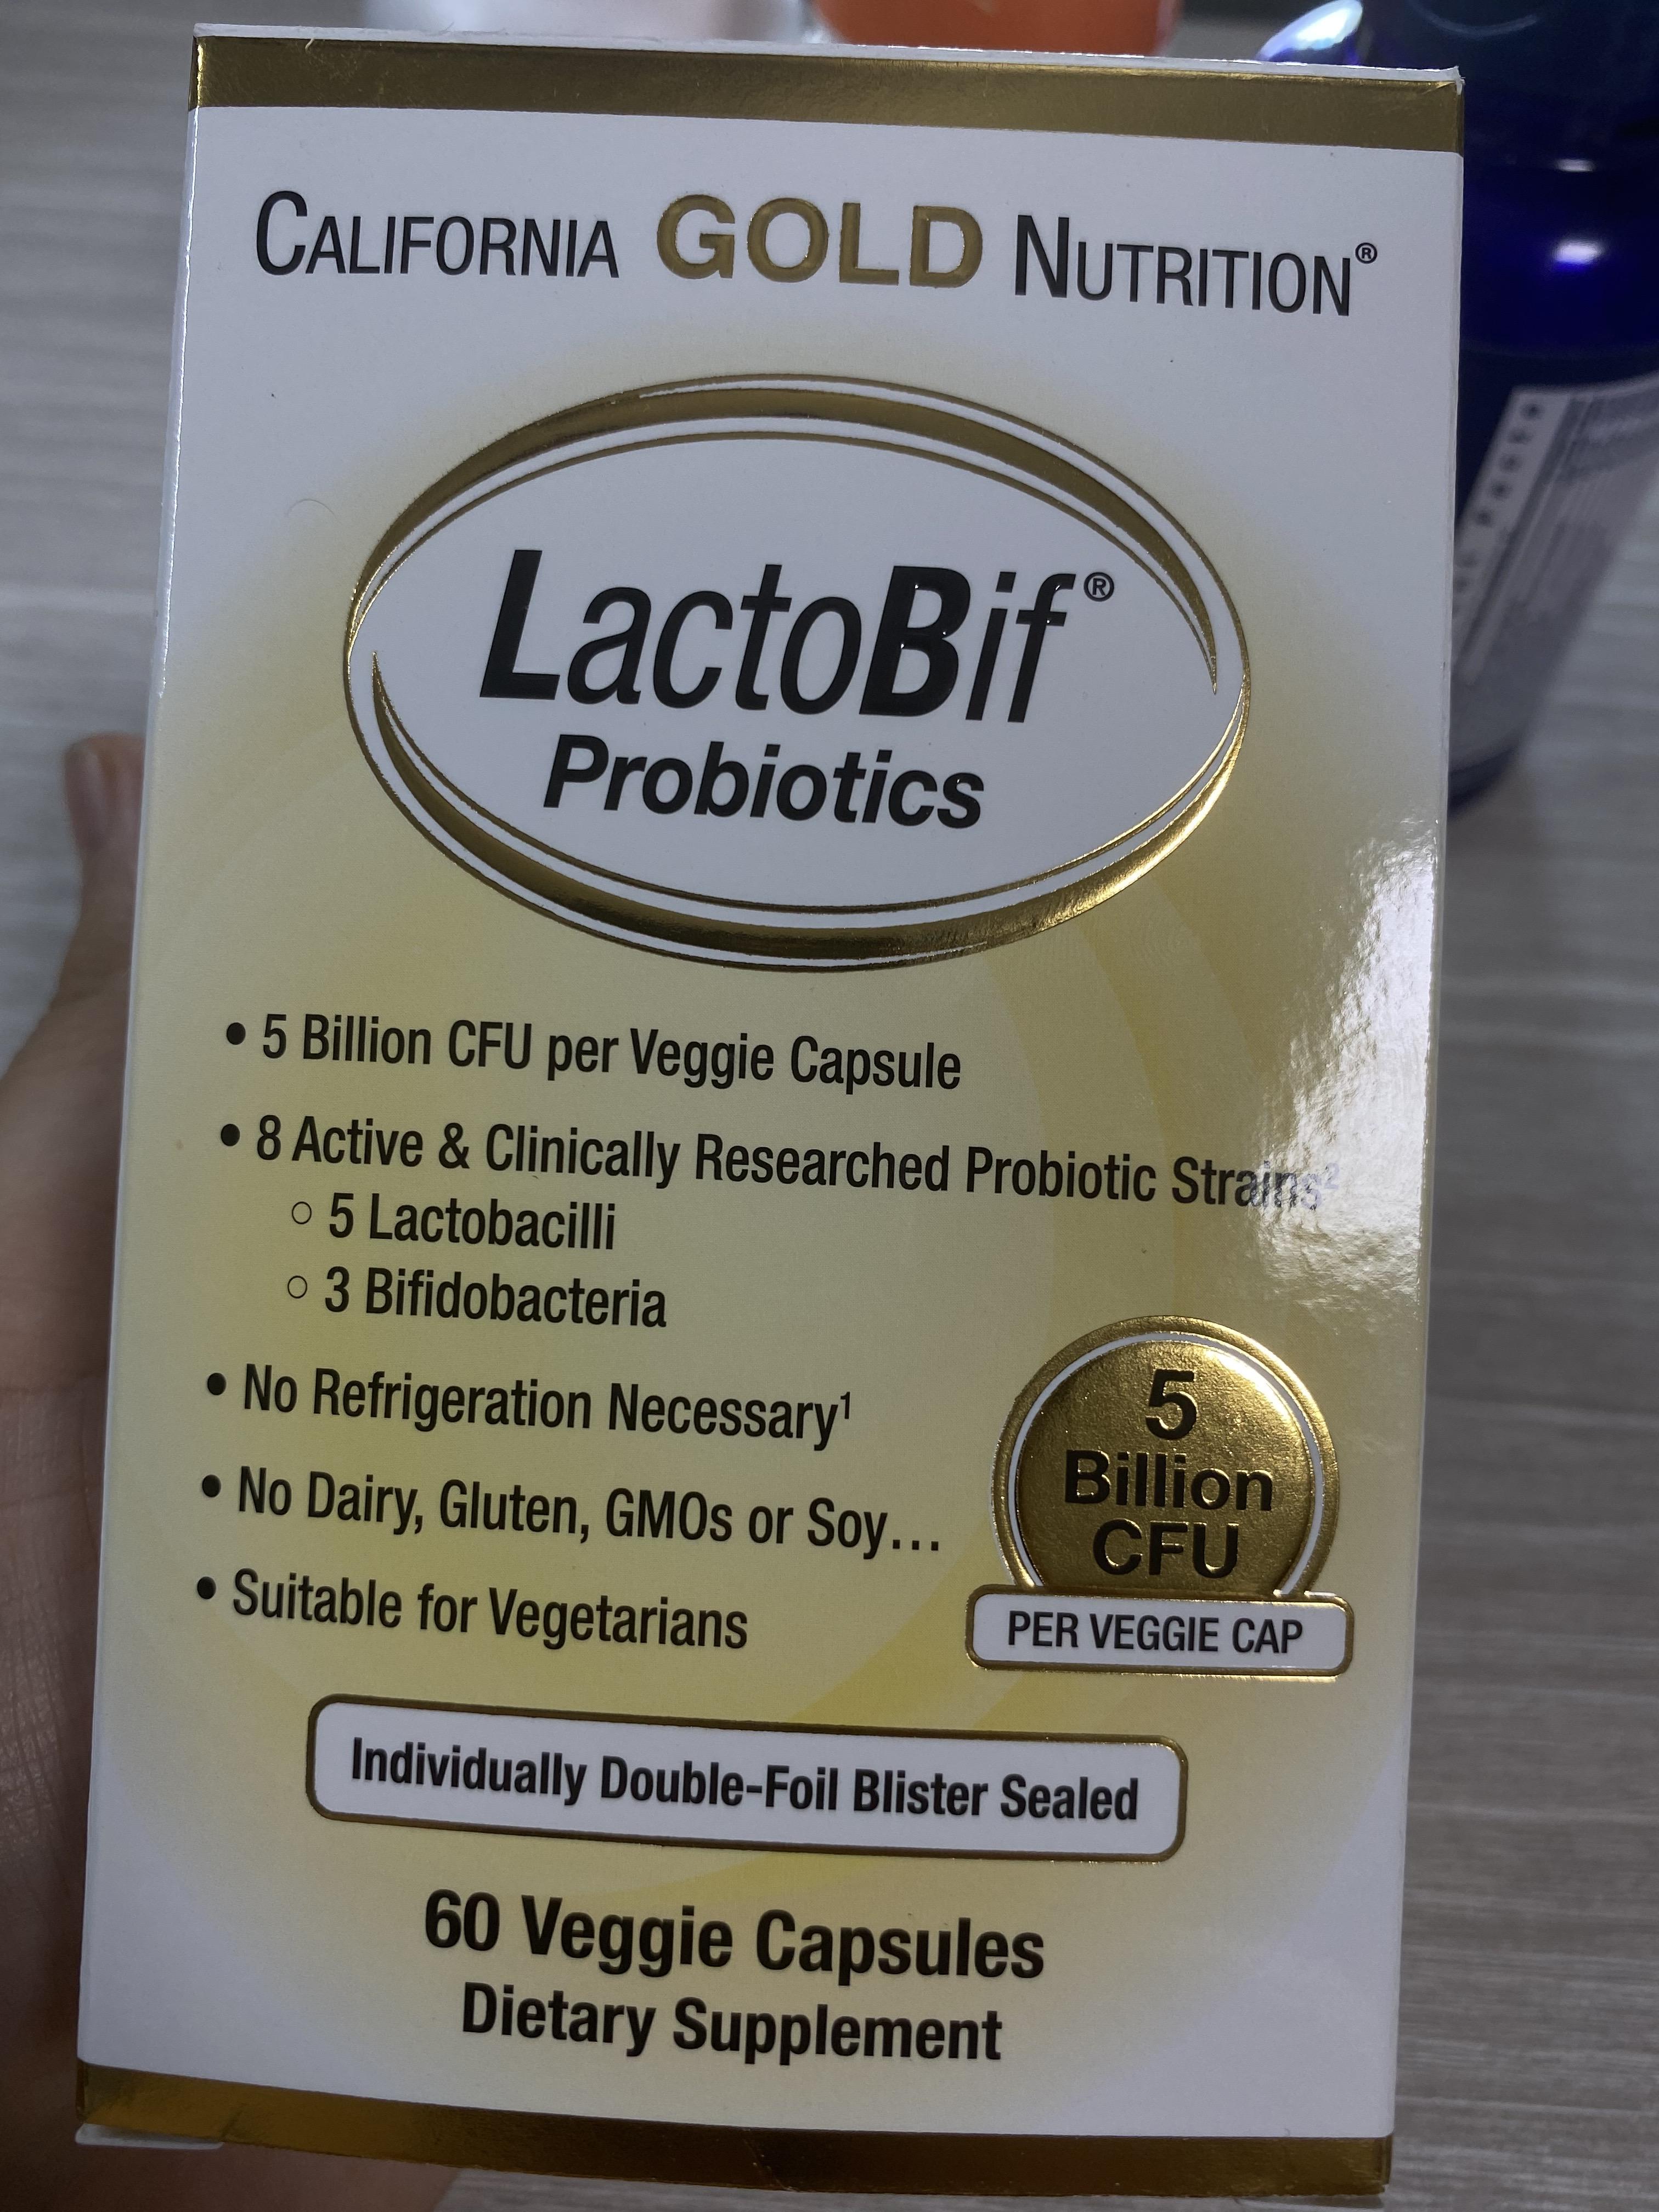 CALIFORNIA GOLD NUTRITION®
LactoBif®
Probiotics
• 5 Billion CFU per Veggie Capsule
• 8 Active & Clinically Researched Probiotic Strains²
○ 5 Lactobacilli
○ 3 Bifidobacteria
• No Refrigeration Necessary¹
• No Dairy, Gluten, GMOs or Soy...
• Suitable for Vegetarians
5
Billion
CFU
PER VEGGIE CAP
Individually Double-Foil Blister Sealed
60 Veggie Capsules
Dietary Supplement